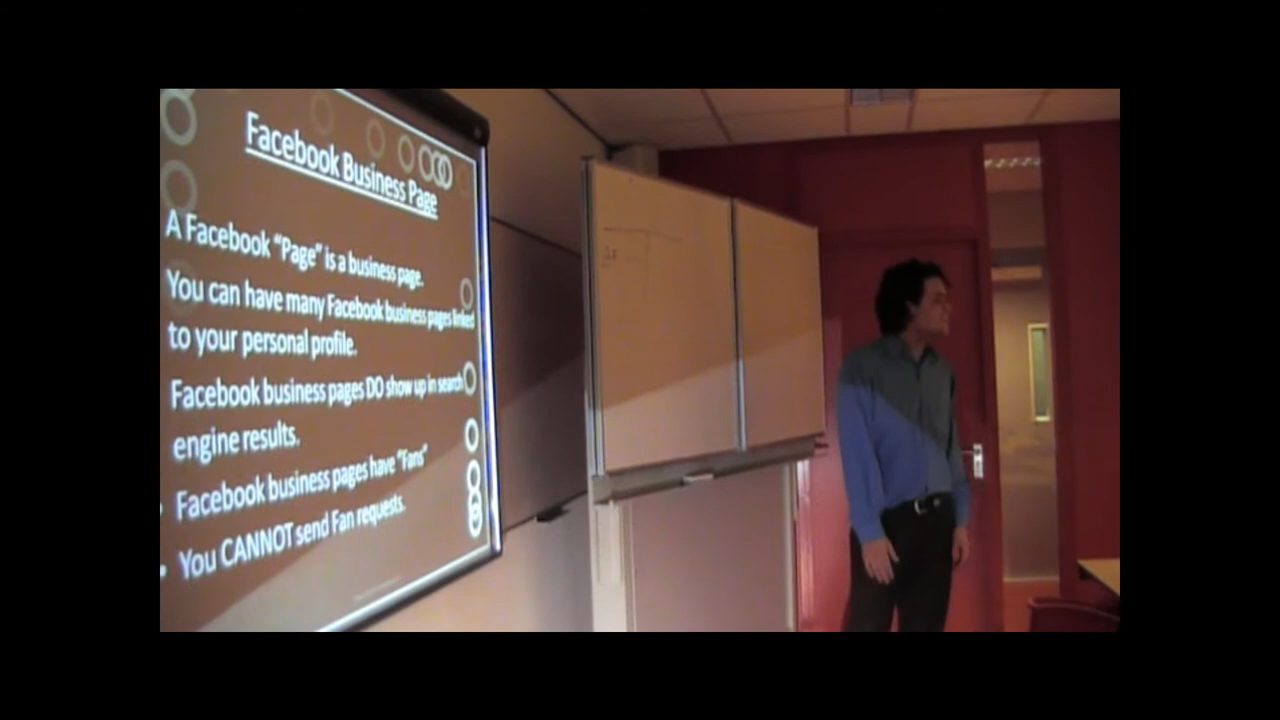 Facebook Business Page
A Facebook “Page” is a business page.
You can have many Facebook business pages linked
to your personal profile.
Facebook business pages DO show up in search
engine results.
• Facebook business pages have “Fans”
• You CANNOT send Fan requests.